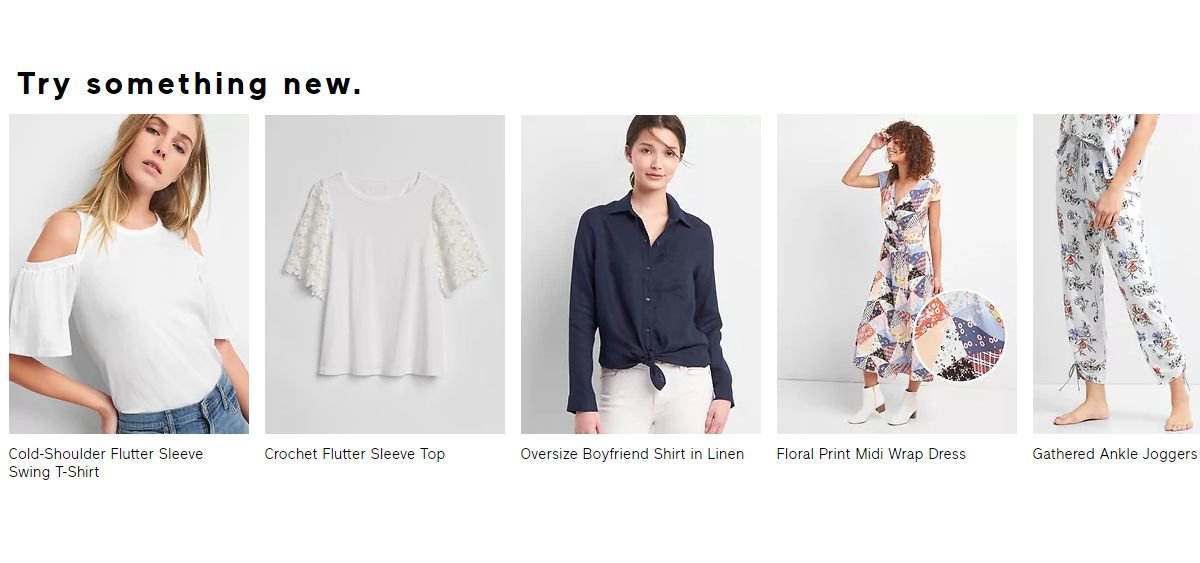 Try something new.
Cold-Shoulder Flutter Sleeve
Swing T-Shirt
Crochet Flutter Sleeve Top
Oversize Boyfriend Shirt in Linen
Floral Print Midi Wrap Dress
Gathered Ankle Joggers